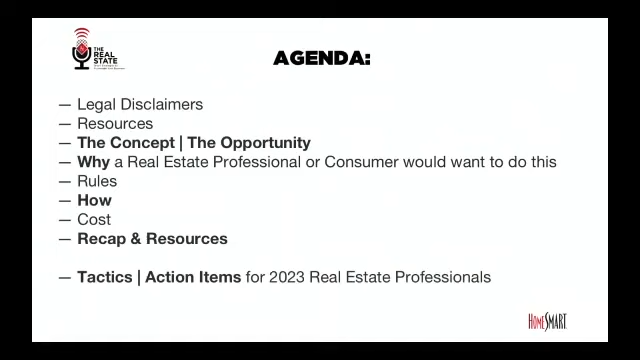 THE
REAL
STATE
AGENDA:
— Legal Disclaimers
— Resources
— The Concept | The Opportunity
— Why a Real Estate Professional or Consumer would want to do this
— Rules
— How
— Cost
— Recap & Resources
— Tactics | Action Items for 2023 Real Estate Professionals
HOMESMART